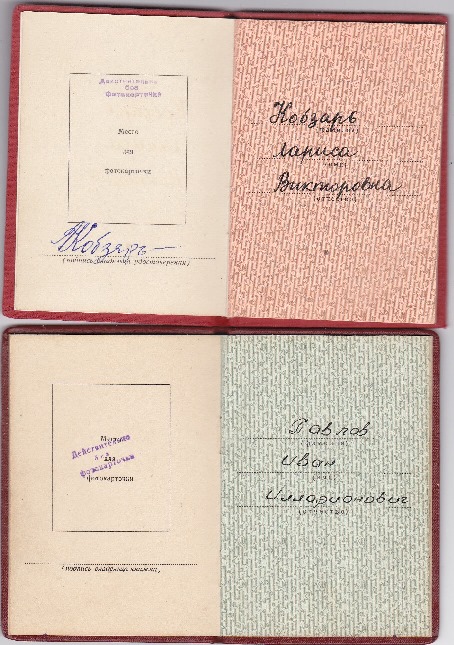 Действительно
без
фотокарточки
Место
для
фотокарточки
Кобзарь
(подпись владельца удостоверения)
Кобзарь
(фамилия)
Лариса
(имя)
Викторовна
(отчество)
Действительно
без
фотокарточки
Место
для
фотокарточки
(подпись владельца книжки)
Павлов
(фамилия)
Иван
(имя)
Илларионович
(отчество)